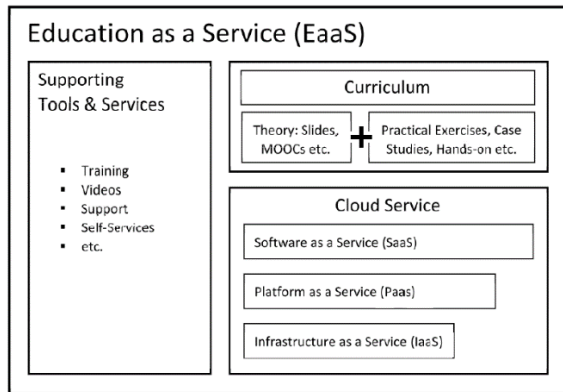 Education as a Service (EaaS)
Supporting
Tools & Services
▪ Training
▪ Videos
▪ Support
▪ Self-Services
▪ etc.
Curriculum
Theory: Slides,
MOOCs etc.
+
Practical Exercises, Case
Studies, Hands-on etc.
Cloud Service
Software as a Service (SaaS)
Platform as a Service (Paas)
Infrastructure as a Service (IaaS)